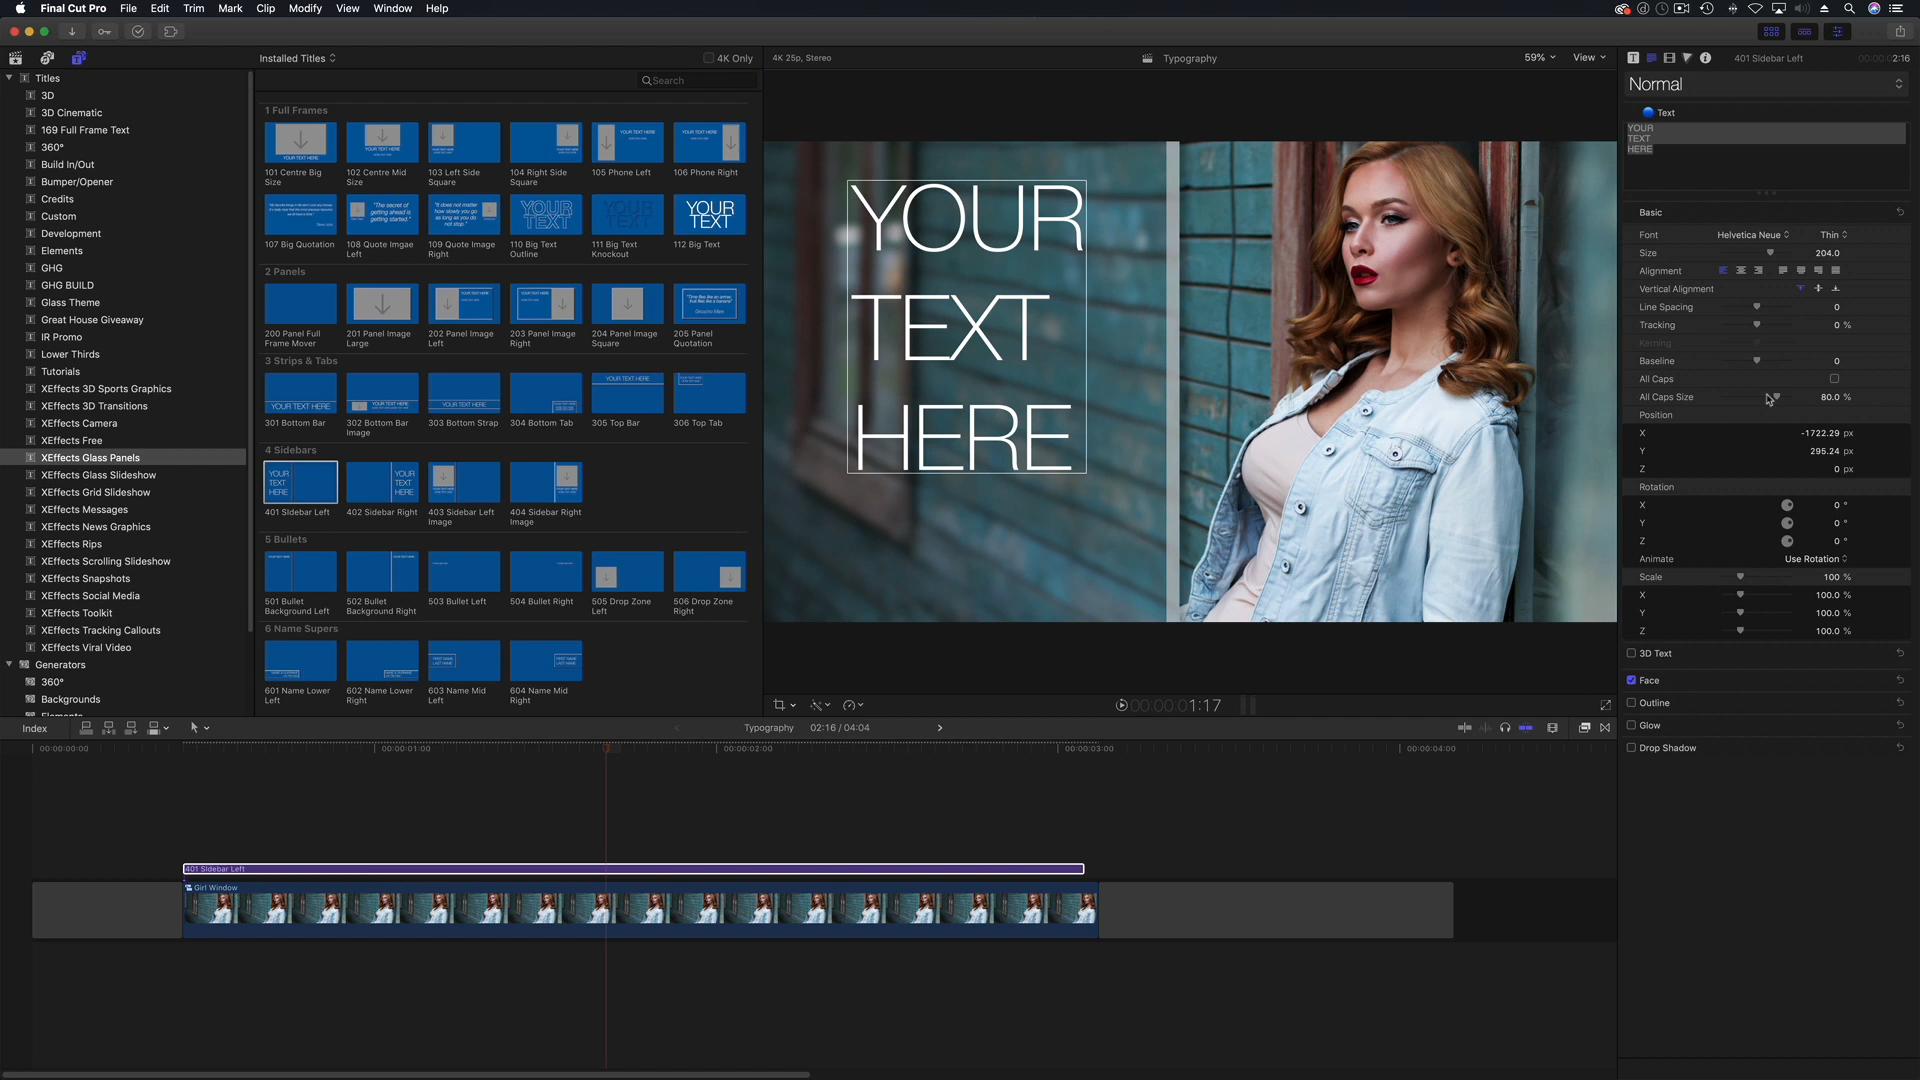 Final Cut Pro File Edit Trim Mark Clip Modify View Window Help
Installed Titles
4K Only
Search
4K 25p, Stereo
Typography
59%
View
401 SIdebar Left
2:16
Titles
3D
3D Cinematic
169 Full Frame Text
360°
Build In/Out
Bumper/Opener
Credits
Custom
Development
Elements
GHG
GHG BUILD
Glass Theme
Great House Giveaway
IR Promo
Lower Thirds
Tutorials
XEffects 3D Sports Graphics
XEffects 3D Transitions
XEffects Camera
XEffects Free
XEffects Glass Panels
XEffects Glass Slideshow
XEffects Grid Slideshow
XEffects Messages
XEffects News Graphics
XEffects Rips
XEffects Scrolling Slideshow
XEffects Snapshots
XEffects Social Media
XEffects Toolkit
XEffects Tracking Callouts
XEffects Viral Video
Generators
360°
Backgrounds
1 Full Frames
101 Centre Big Size
102 Centre Mid Size
103 Left Side Square
104 Right Side Square
105 Phone Left
106 Phone Right
107 Big Quotation
108 Quote Imgae Left
109 Quote Image Right
110 Big Text Outline
111 Big Text Knockout
112 Big Text
2 Panels
200 Panel Full Frame Mover
201 Panel Image Large
202 Panel Image Left
203 Panel Image Right
204 Panel Image Square
205 Panel Quotation
3 Strips & Tabs
301 Bottom Bar
302 Bottom Bar Image
303 Bottom Strap
304 Bottom Tab
305 Top Bar
306 Top Tab
4 Sidebars
401 SIdebar Left
402 Sidebar Right
403 Sidebar Left Image
404 Sidebar Right Image
5 Bullets
501 Bullet Background Left
502 Bullet Background Right
503 Bullet Left
504 Bullet Right
505 Drop Zone Left
506 Drop Zone Right
6 Name Supers
601 Name Lower Left
602 Name Lower Right
603 Name Mid Left
604 Name Mid Right
YOUR
TEXT
HERE
00:00:01:17
Normal
Text
YOUR
TEXT
HERE
Basic
Font Helvetica Neue Thin
Size 204.0
Alignment
Vertical Alignment
Line Spacing 0
Tracking 0 %
Kerning
Baseline 0
All Caps
All Caps Size 80.0 %
Position
X -1722.29 px
Y 295.24 px
Z 0 px
Rotation
X 0 °
Y 0 °
Z 0 °
Animate Use Rotation
Scale 100 %
X 100.0 %
Y 100.0 %
Z 100.0 %
3D Text
Face
Outline
Glow
Drop Shadow
Index
Typography
02:16 / 04:04
00:00:00:00
00:00:01:00
00:00:02:00
00:00:03:00
00:00:04:00
401 SIdebar Left
Girl Window